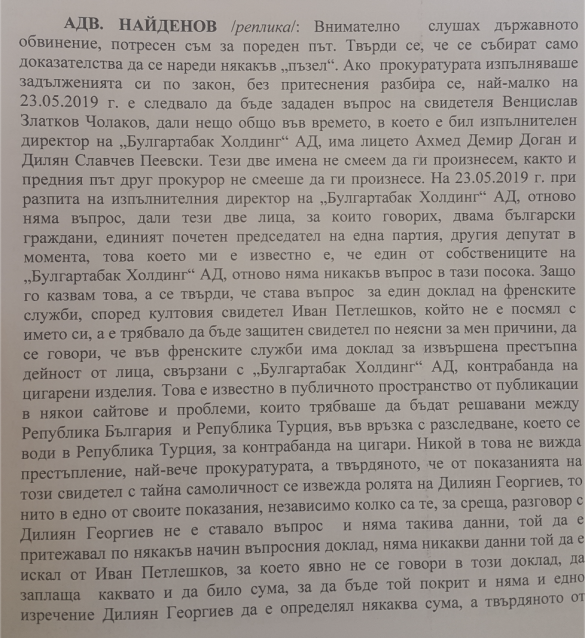 АДВ. НАЙДЕНОВ /реплика/: Внимателно слушах държавното
обвинение, потресен съм за пореден път. Твърди се, че се събират само
доказателства да се нареди някакъв „пъзел“. Ако прокуратурата изпълняваше
задълженията си по закон, без притеснения разбира се, най-малко на
23.05.2019 г. е следвало да бъде зададен въпрос на свидетеля Венцислав
Златков Чолаков, дали нещо общо във времето, в което е бил изпълнителен
директор на „Булгартабак Холдинг“ АД, има лицето Ахмед Демир Доган и
Дилян Славчев Пеевски. Тези две имена не смеем да ги произнесем, както и
предния път друг прокурор не смееше да ги произнесе. На 23.05.2019 г. при
разпита на изпълнителния директор на „Булгартабак Холдинг“ АД, отново
няма въпрос, дали тези две лица, за които говорих, двама български
граждани, единият почетен председател на една партия, другия депутат в
момента, това което ми е известно е, че един от собствениците на
„Булгартабак Холдинг“ АД, отново няма никакъв въпрос в тази посока. Защо
го казвам това, а се твърди, че става въпрос за един доклад на френските
служби, според култовия свидетел Иван Петлешков, който не е посмял с
името си, а е трябвало да бъде защитен свидетел по неясни за мен причини, да
се говори, че във френските служби има доклад за извършена престъпна
дейност от лица, свързани с „Булгартабак Холдинг“ АД, контрабанда на
цигарени изделия. Това е известно в публичното пространство от публикации
в някои сайтове и проблеми, които трябваше да бъдат решавани между
Република България и Република Турция, във връзка с разследване, което се
води в Република Турция, за контрабанда на цигари. Никой в това не вижда
престъпление, най-вече прокуратурата, а твърдяното, че от показанията на
този свидетел с тайна самоличност се извежда ролята на Дилиян Георгиев, то
нито в едно от своите показания, независимо колко са те, за среща, разговор с
Дилиян Георгиев не е ставало въпрос и няма такива данни, той да е
притежавал по някакъв начин въпросния доклад, няма никакви данни той да е
искал от Иван Петлешков, за което явно не се говори в този доклад, да
заплаща каквато и да било сума, за да бъде той покрит и няма и едно
изречение Дилиян Георгиев да е определял някаква сума, а твърдяното от